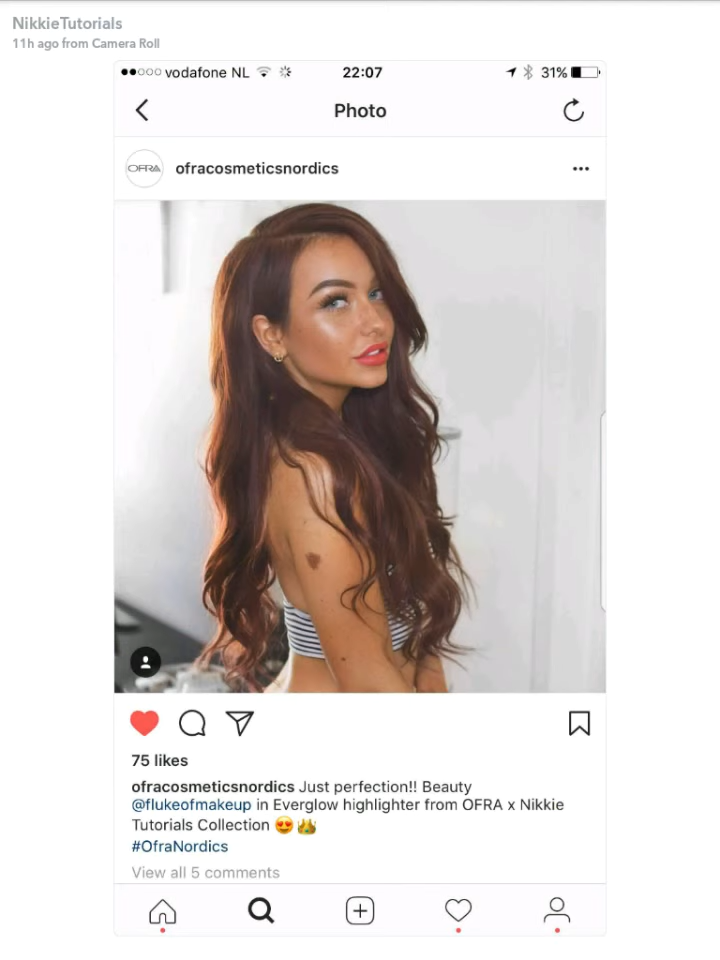 NikkieTutorials
11h ago from Camera Roll
vodafone NL 22:07 31%
Photo
OFRA ofracosmeticsnordics
75 likes
ofracosmeticsnordics Just perfection!! Beauty
@flukeofmakeup in Everglow highlighter from OFRA x Nikkie
Tutorials Collection 😍👑
#OfraNordics
View all 5 comments